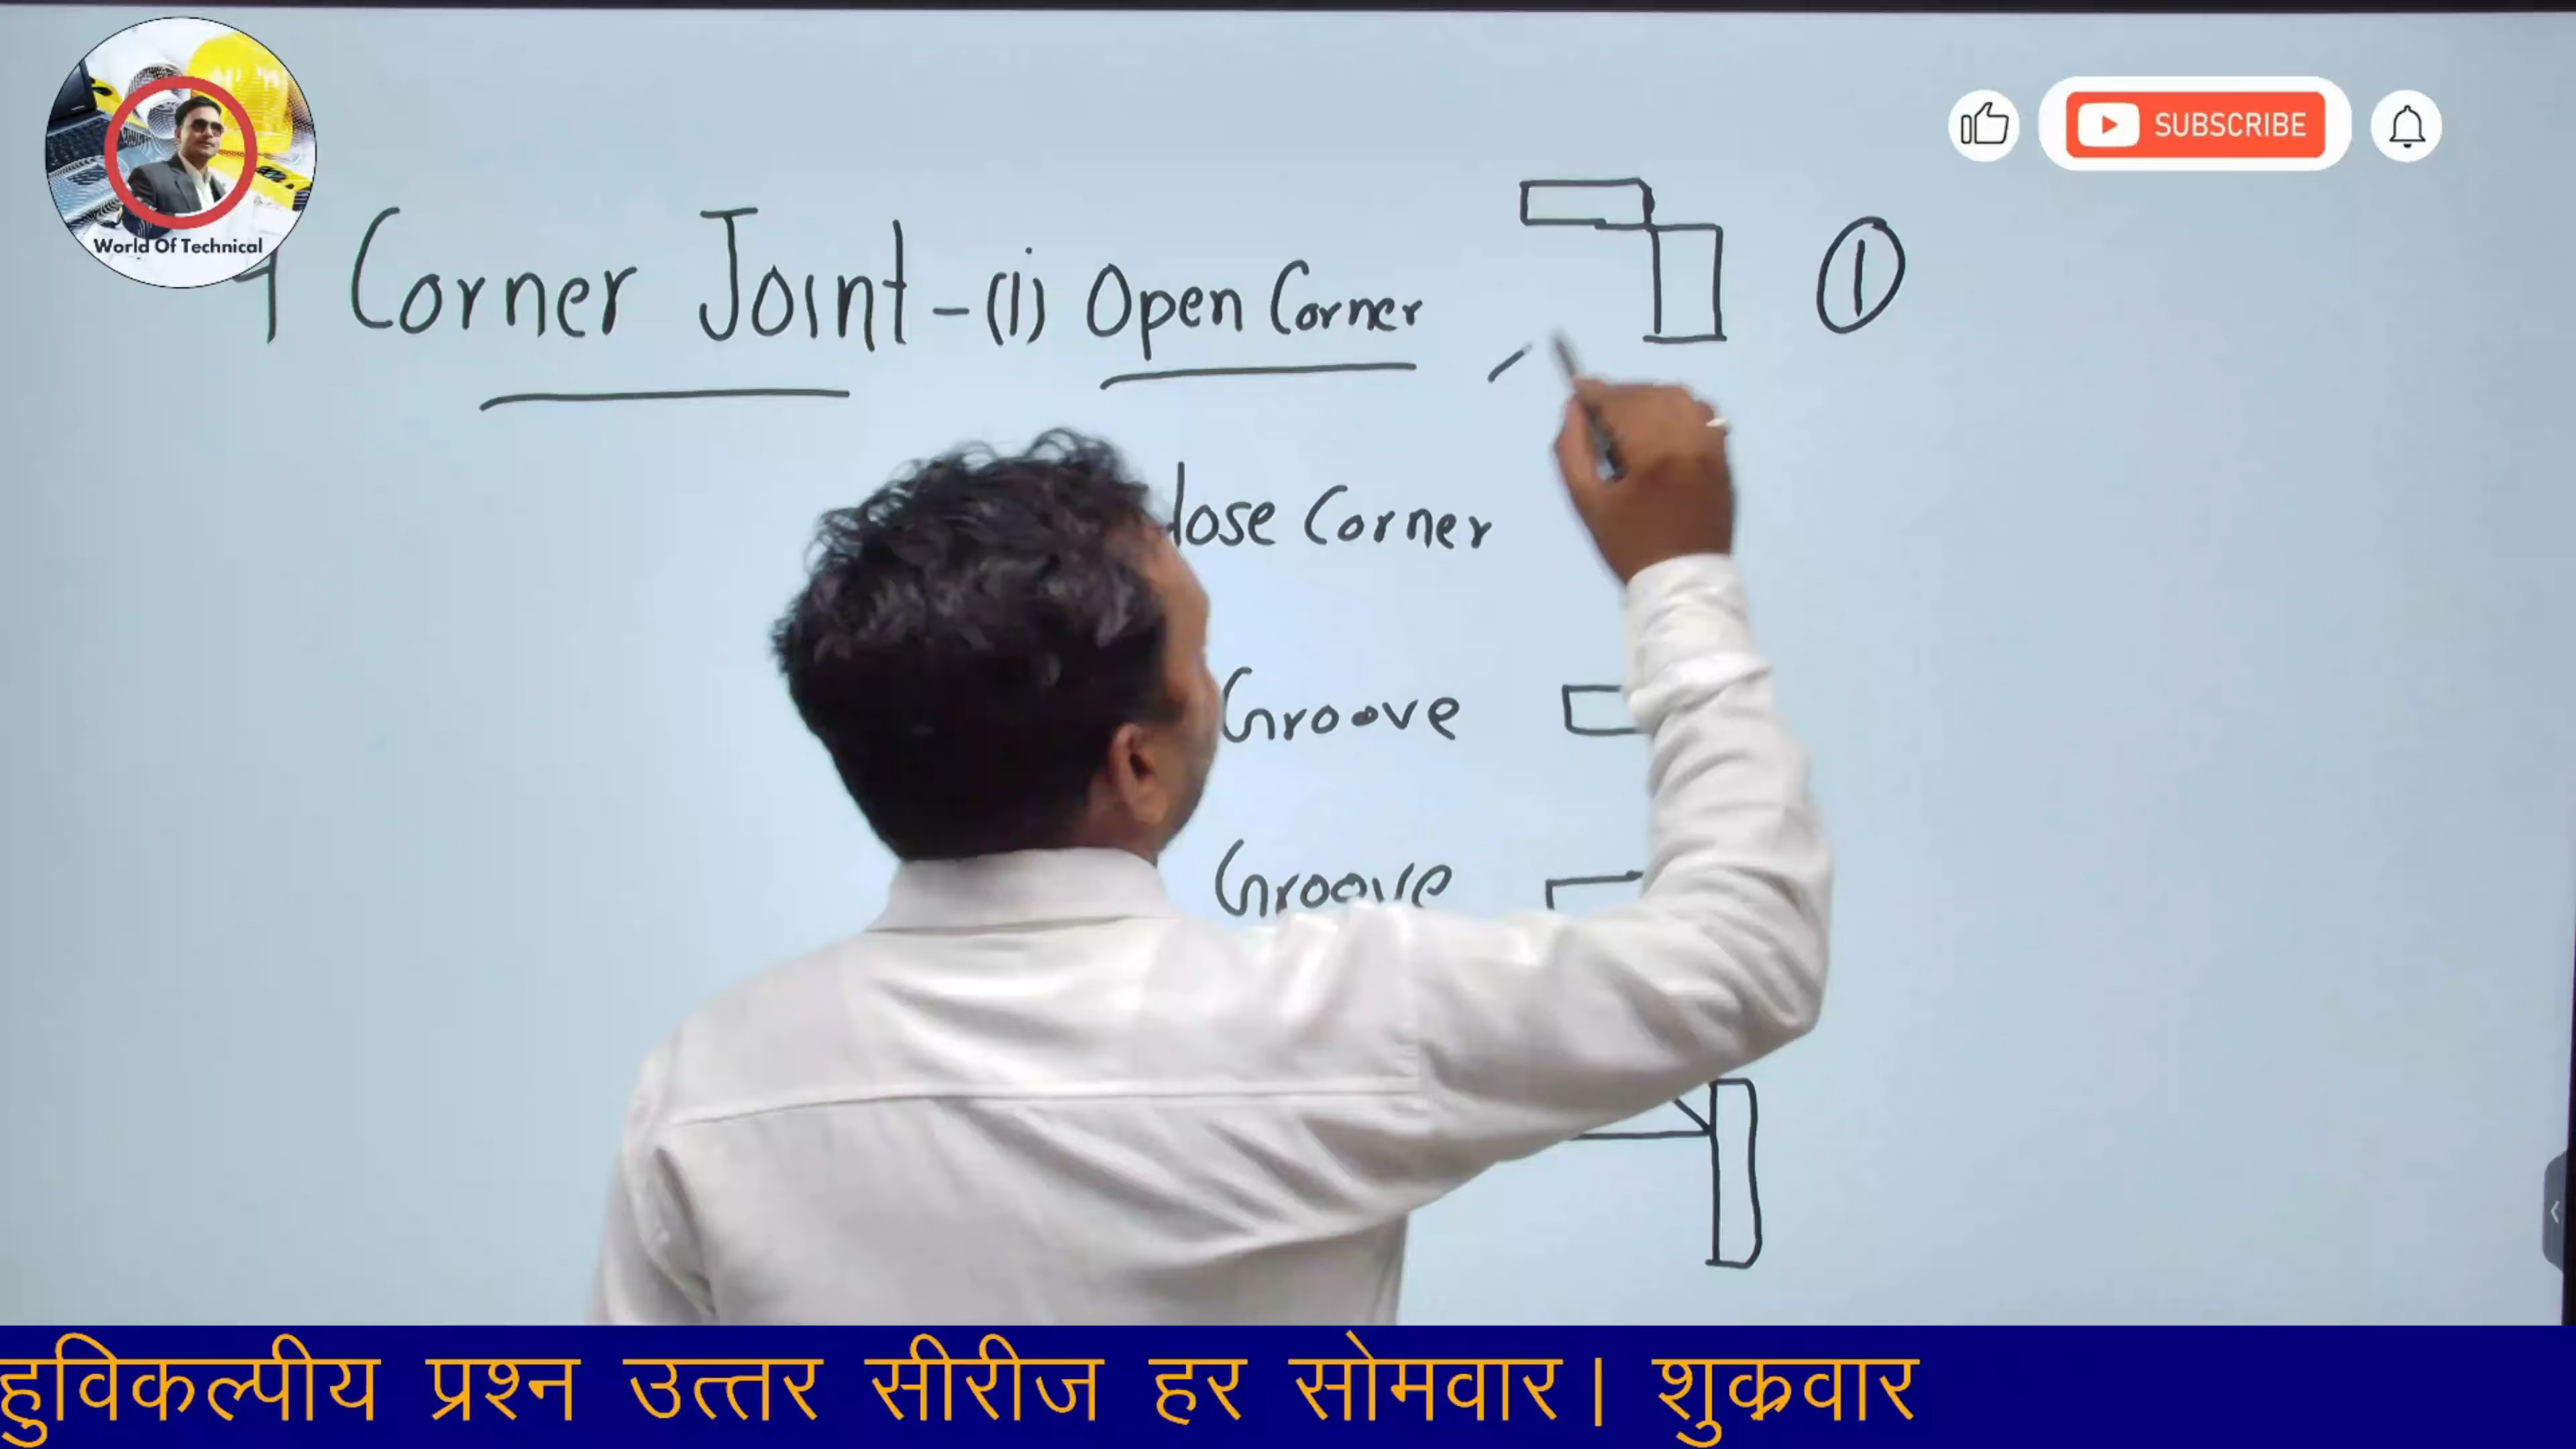 World Of Technical
SUBSCRIBE
Corner Joint - (i) Open Corner
①
lose Corner
Groove
Groove
हुविकल्पीय प्रश्न उत्तर सीरीज हर सोमवार। शुक्रवार